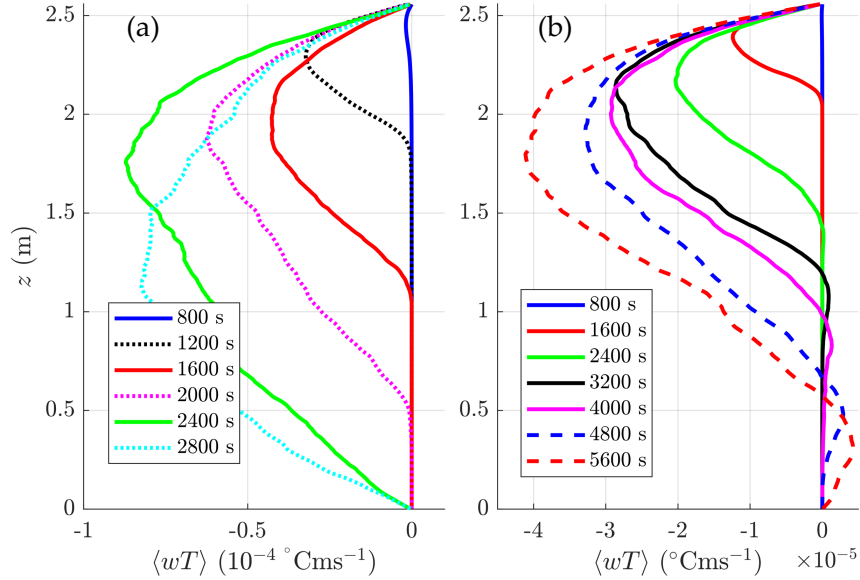 (a)
(b)
2.5
2
1.5
1
0.5
0
z (m)
800 s
1200 s
1600 s
2000 s
2400 s
2800 s
-1
-0.5
0
⟨wT⟩ (10⁻⁴ °Cms⁻¹)
2.5
2
1.5
1
0.5
0
800 s
1600 s
2400 s
3200 s
4000 s
4800 s
5600 s
-4
-3
-2
-1
0
⟨wT⟩ (°Cms⁻¹)
×10⁻⁵